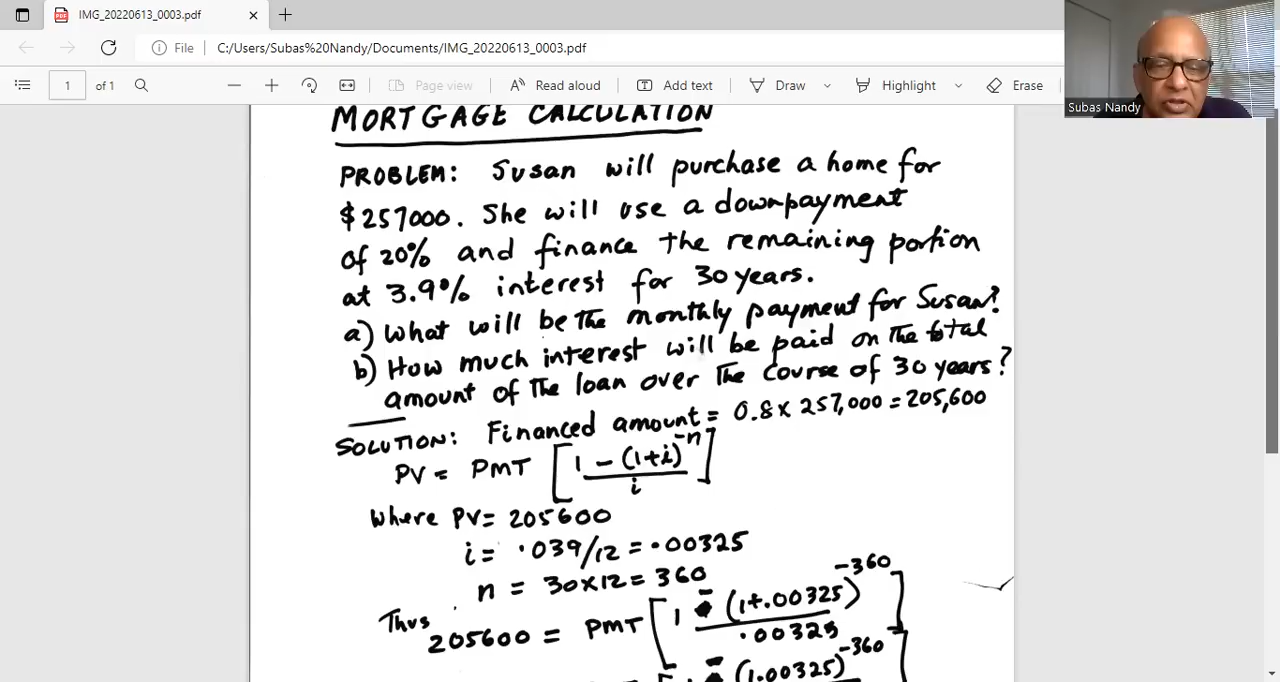 IMG_20220613_0003.pdf
File C:/Users/Subas%20Nandy/Documents/IMG_20220613_0003.pdf
1 of 1 Page view Read aloud Add text Draw Highlight Erase
Subas Nandy
MORTGAGE CALCULATION
PROBLEM: Susan will purchase a home for
$257000. She will use a downpayment
of 20% and finance the remaining portion
at 3.9% interest for 30 years.
a) What will be the monthly payment for Susan?
b) How much interest will be paid on the total
amount of the loan over the course of 30 years?
SOLUTION: Financed amount = 0.8 x 257,000 = 205,600
PV = PMT [1 - (1+i)^-n / i]
Where PV = 205600
i = .039/12 = .00325
n = 30x12 = 360
Thus
205600 = PMT [1 - (1+.00325)^-360 / .00325]
- (1.00325)^-360